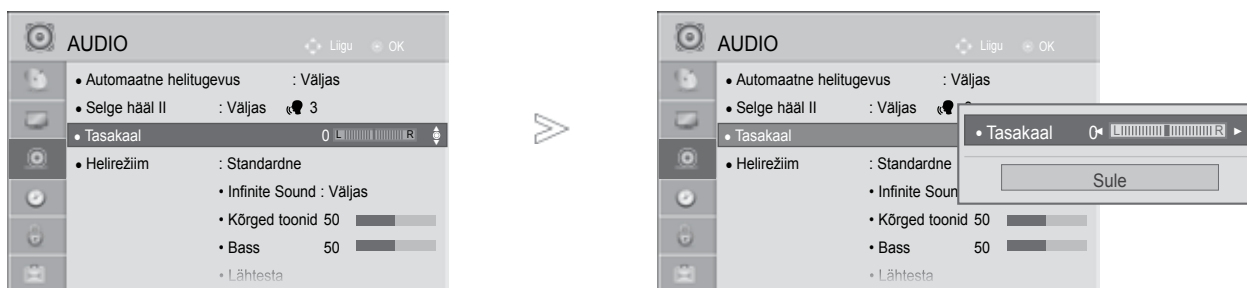 AUDIO
Liigu OK
• Automaatne helitugevus : Väljas
• Selge hääl II : Väljas 3
• Tasakaal 0 L R
• Helirežiim : Standardne
• Infinite Sound : Väljas
• Kõrged toonid 50
• Bass 50
• Lähtesta
AUDIO
Liigu OK
• Automaatne helitugevus : Väljas
• Selge hääl II : Väljas
• Tasakaal
• Helirežiim : Standardne
• Infinite Soun
• Kõrged toonid 50
• Bass 50
• Lähtesta
• Tasakaal 0 L R
Sule